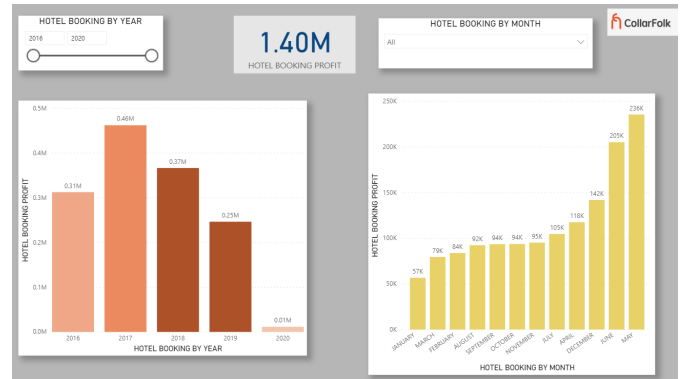 HOTEL BOOKING BY YEAR
2016 2020
1.40M
HOTEL BOOKING PROFIT
HOTEL BOOKING BY MONTH
All
CollarFolk
0.5M
0.4M
0.3M
0.2M
0.1M
0.0M
HOTEL BOOKING PROFIT
0.31M
0.46M
0.37M
0.25M
0.01M
2016 2017 2018 2019 2020
HOTEL BOOKING BY YEAR
250K
200K
150K
100K
50K
0K
HOTEL BOOKING PROFIT
57K
79K
84K
92K
94K
94K
95K
105K
118K
142K
205K
236K
JANUARY
MARCH
FEBRUARY
AUGUST
SEPTEMBER
OCTOBER
NOVEMBER
JULY
APRIL
DECEMBER
JUNE
MAY
HOTEL BOOKING BY MONTH